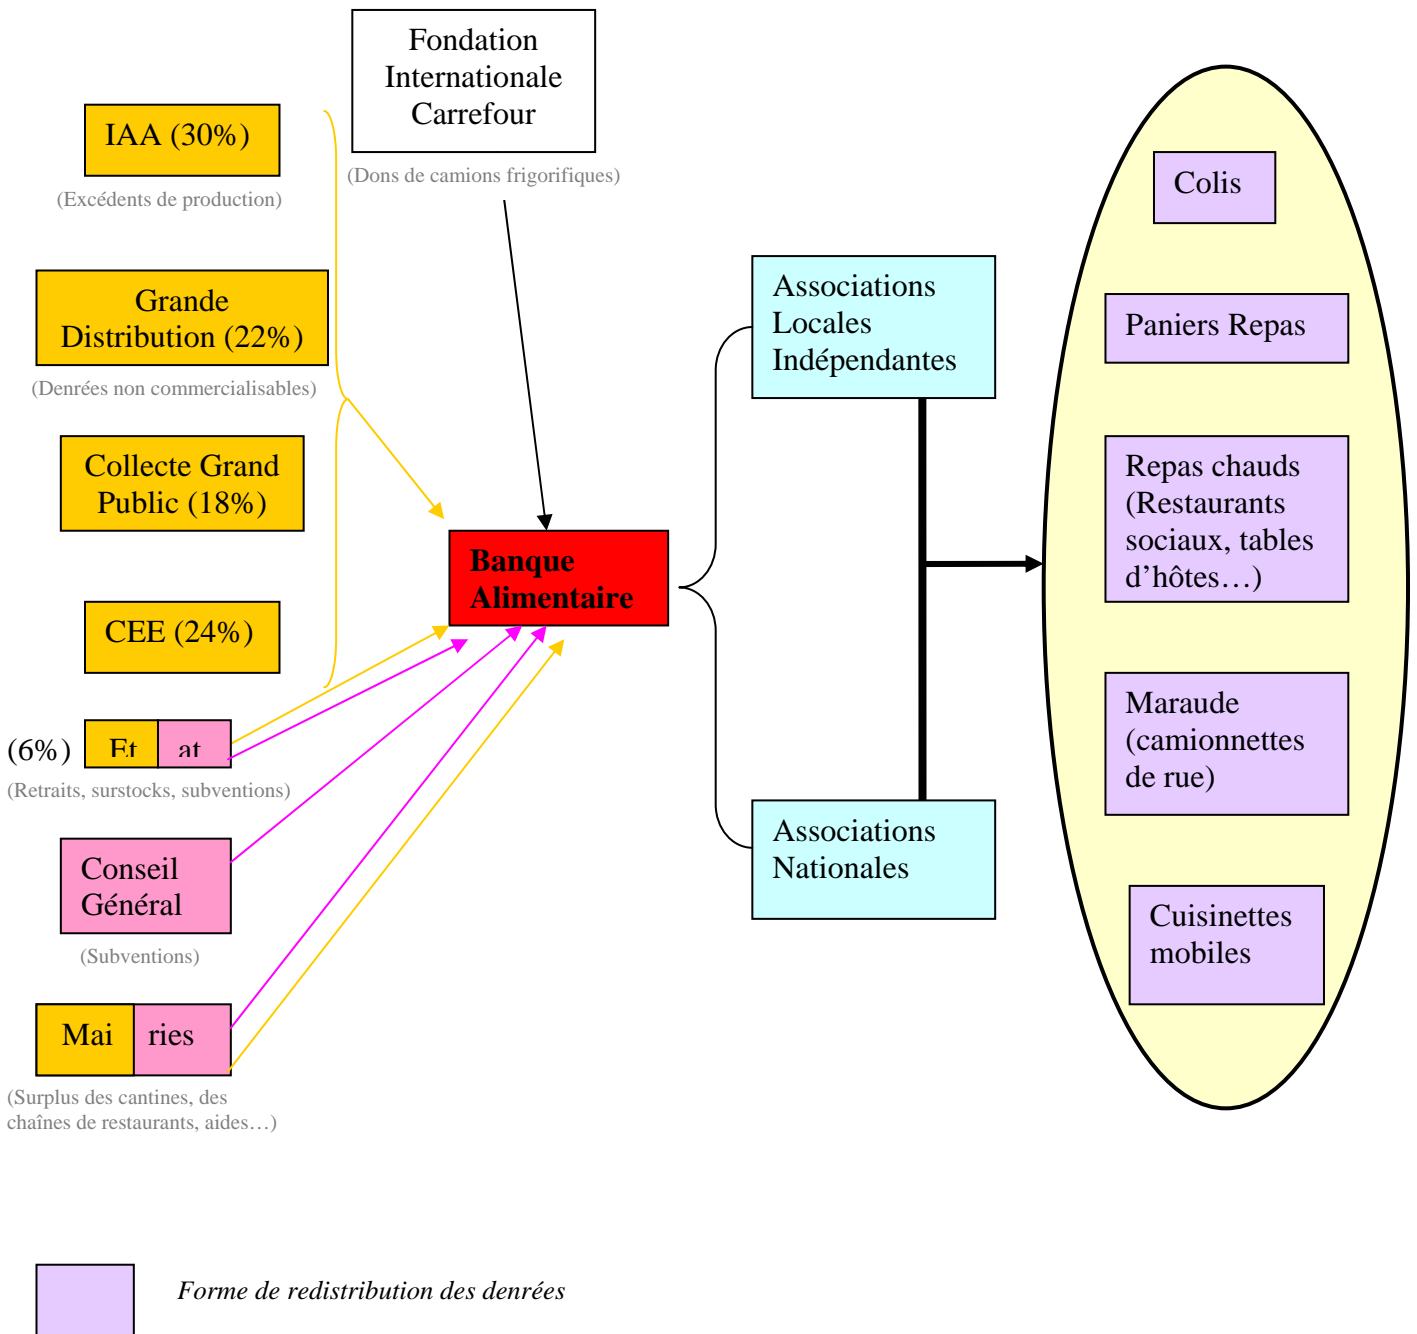 Fondation
Internationale
Carrefour
(Dons de camions frigorifiques)
IAA (30%)
(Excédents de production)
Grande
Distribution (22%)
(Denrées non commercialisables)
Collecte Grand
Public (18%)
CEE (24%)
(6%) Et at
(Retraits, surstocks, subventions)
Conseil
Général
(Subventions)
Mai ries
(Surplus des cantines, des
chaînes de restaurants, aides…)
Banque
Alimentaire
Associations
Locales
Indépendantes
Associations
Nationales
Colis
Paniers Repas
Repas chauds
(Restaurants
sociaux, tables
d’hôtes…)
Maraude
(camionnettes
de rue)
Cuisinettes
mobiles
Forme de redistribution des denrées